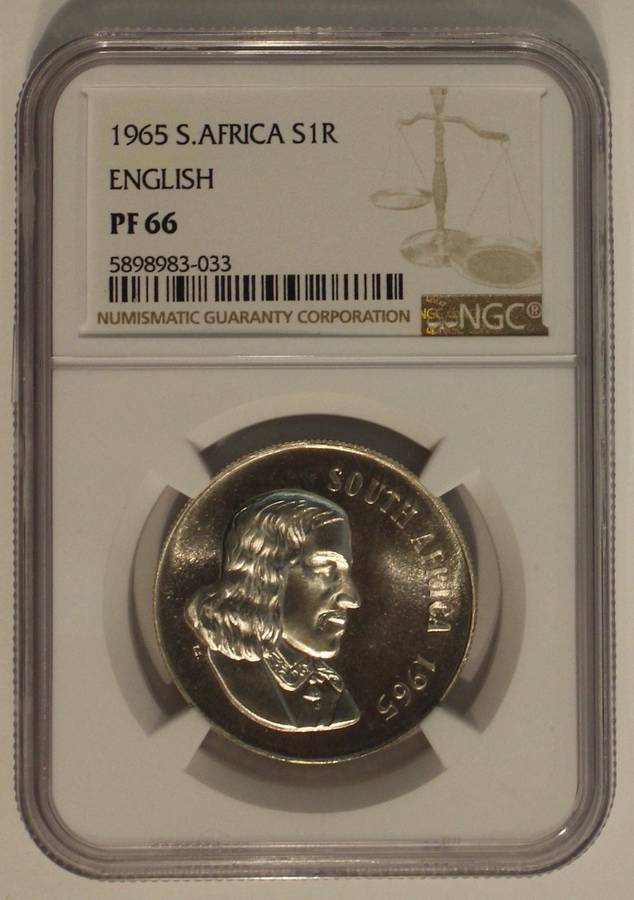 1965 S.AFRICA S1R
ENGLISH
PF 66
5898983-033
NUMISMATIC GUARANTY CORPORATION
NGC®
SOUTH AFRICA 1965